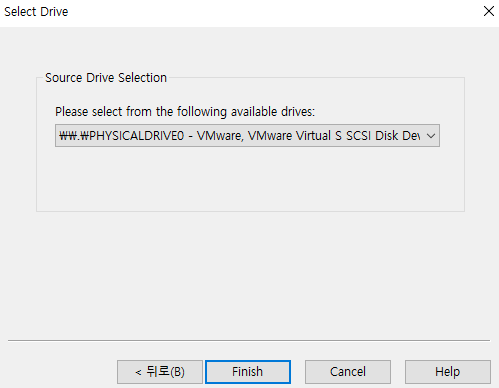 Select Drive
Source Drive Selection
Please select from the following available drives:
₩₩.₩PHYSICALDRIVE0 - VMware, VMware Virtual S SCSI Disk Dev
< 뒤로(B)
Finish
Cancel
Help